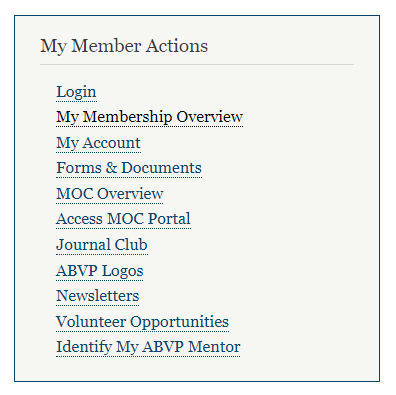 My Member Actions
Login
My Membership Overview
My Account
Forms & Documents
MOC Overview
Access MOC Portal
Journal Club
ABVP Logos
Newsletters
Volunteer Opportunities
Identify My ABVP Mentor